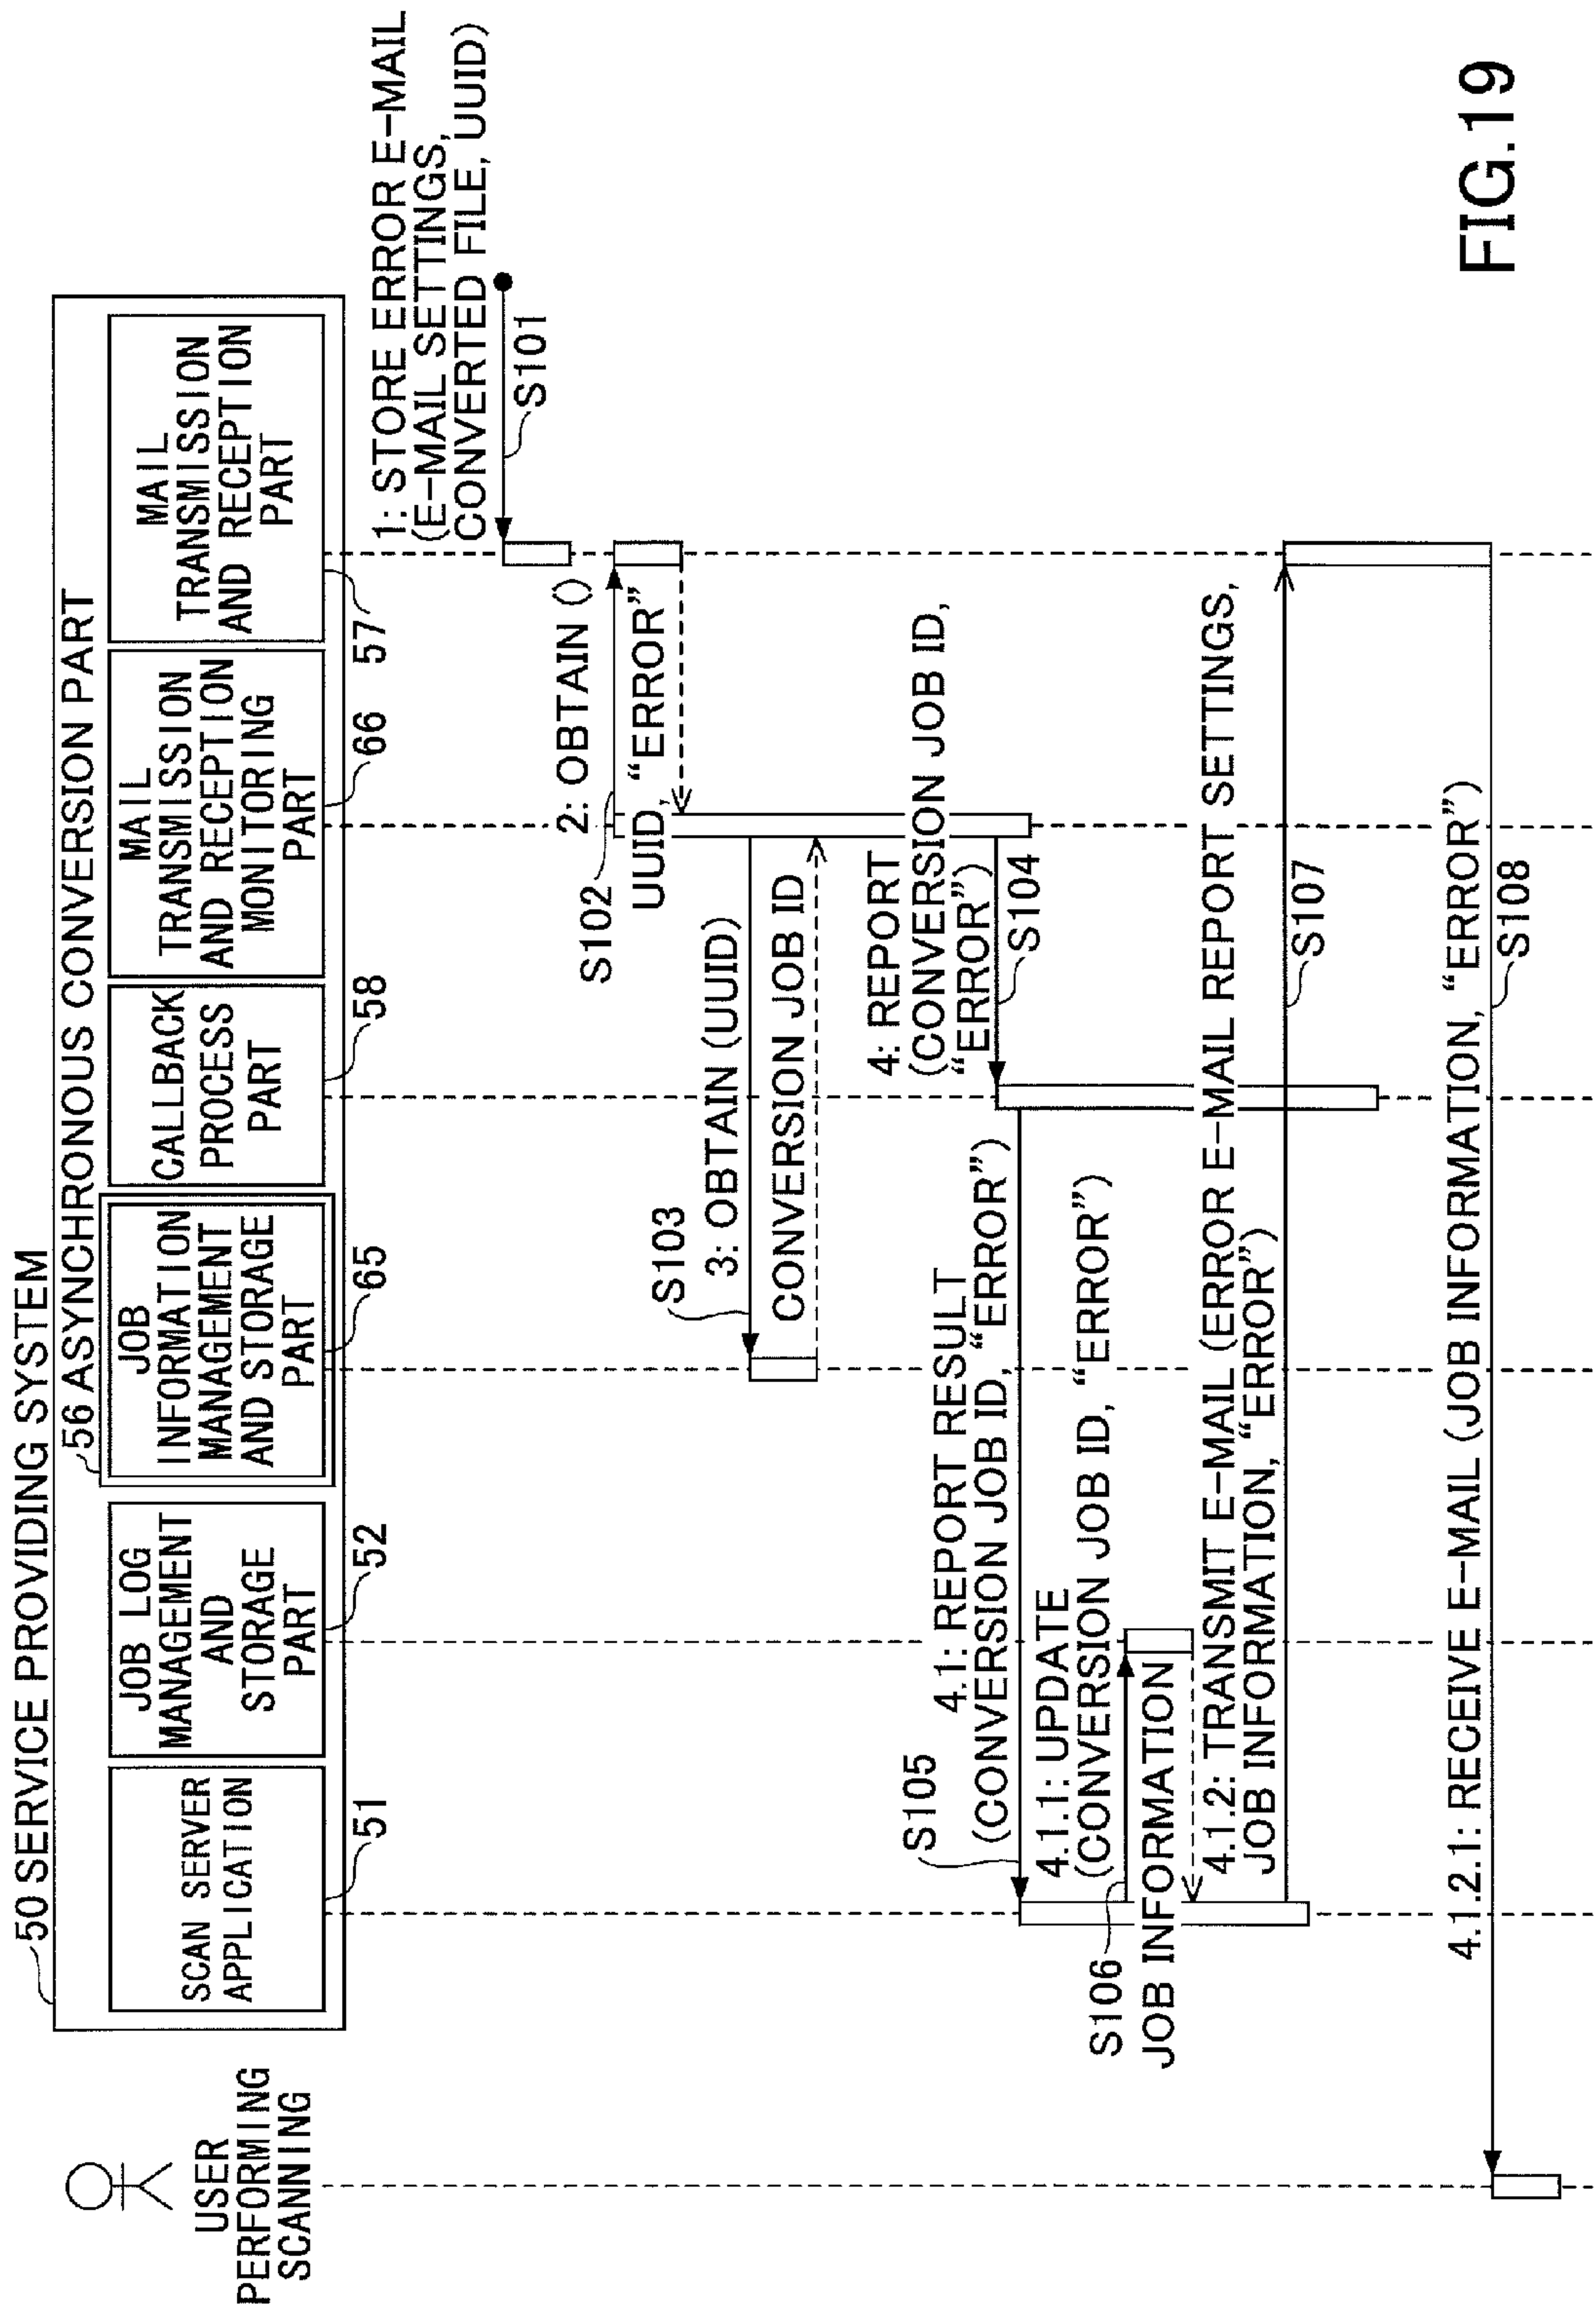 50 SERVICE PROVIDING SYSTEM
56 ASYNCHRONOUS CONVERSION PART
USER
PERFORMING
SCANNING
SCAN SERVER
APPLICATION
51
JOB LOG
MANAGEMENT
AND
STORAGE
PART
52
JOB
INFORMATION
MANAGEMENT
AND STORAGE
PART
65
CALLBACK
PROCESS
PART
58
MAIL
TRANSMISSION
AND RECEPTION
MONITORING
PART
66
MAIL
TRANSMISSION
AND RECEPTION
PART
57
1: STORE ERROR E-MAIL
(E-MAIL SETTINGS,
CONVERTED FILE, UUID)
S101
2: OBTAIN ()
S102
UUID, “ERROR”
S103
3: OBTAIN (UUID)
CONVERSION JOB ID
4: REPORT
(CONVERSION JOB ID,
“ERROR”)
S104
S105
4.1: REPORT RESULT
(CONVERSION JOB ID, “ERROR”)
4.1.1: UPDATE
(CONVERSION JOB ID, “ERROR”)
S106
JOB INFORMATION
4.1.2: TRANSMIT E-MAIL (ERROR E-MAIL REPORT SETTINGS,
JOB INFORMATION, “ERROR”)
S107
4.1.2.1: RECEIVE E-MAIL (JOB INFORMATION, “ERROR”)
S108
FIG.19